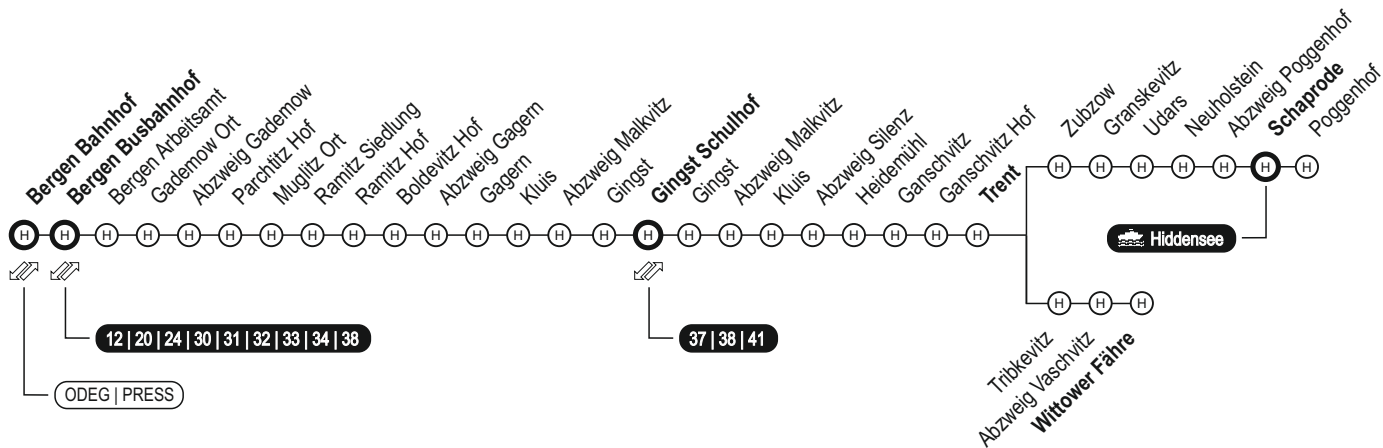 Bergen Bahnhof
Bergen Busbahnhof
Bergen Arbeitsamt
Gademow Ort
Abzweig Gademow
Parchtitz Hof
Muglitz Ort
Ramitz Siedlung
Ramitz Hof
Boldevitz Hof
Abzweig Gagern
Gagern
Kluis
Abzweig Malkvitz
Gingst
Gingst Schulhof
Gingst
Abzweig Malkvitz
Kluis
Abzweig Silenz
Heidemühl
Ganschvitz
Ganschvitz Hof
Trent
Zubzow
Granskevitz
Udars
Neuholstein
Abzweig Poggenhof
Schaprode
Poggenhof
H H H H H H H
H H H H H H H H H H H H H H H H H H H H H H H H
Hiddensee
H H H
12 | 20 | 24 | 30 | 31 | 32 | 33 | 34 | 38
37 | 38 | 41
Tribkevitz
Abzweig Vaschvitz
Wittower Fähre
ODEG | PRESS